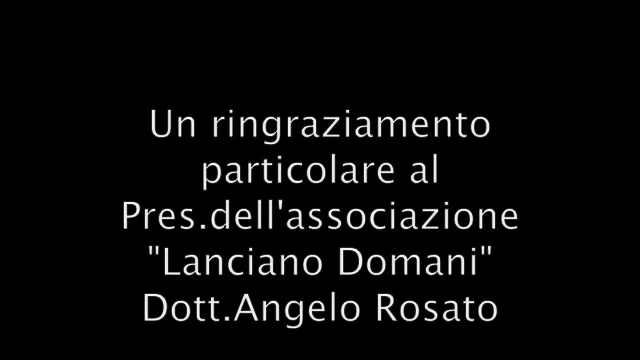 Un ringraziamento
particolare al
Pres.dell'associazione
"Lanciano Domani"
Dott.Angelo Rosato